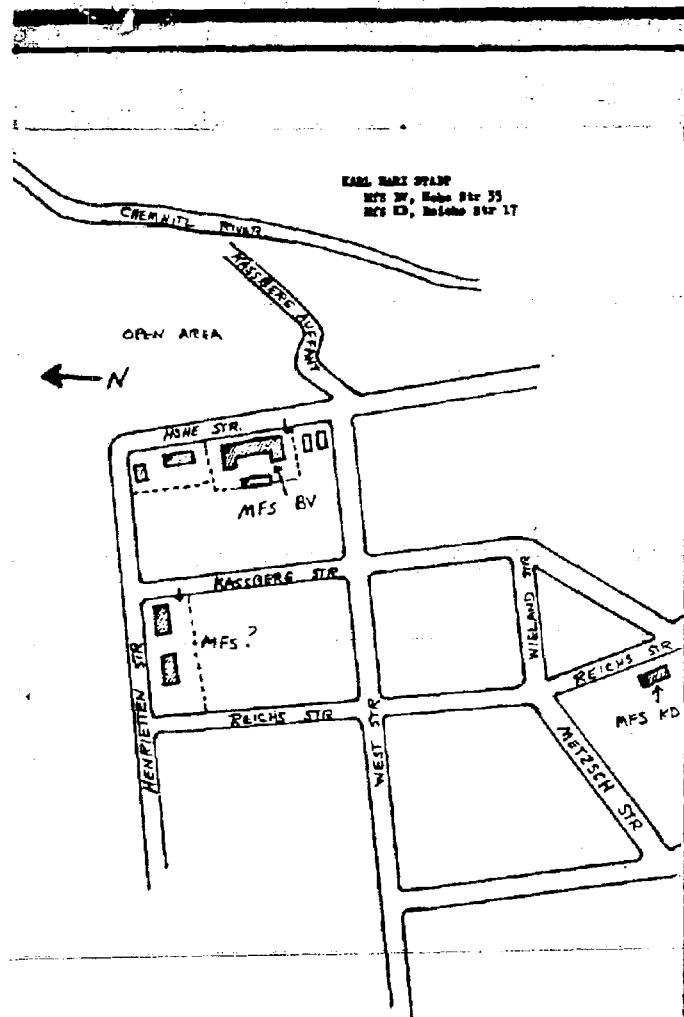 KARL MARX STADT
MfS BV, Hohe Str 35
MfS KD, Reichs Str 17
CHEMNITZ RIVER
KASSBERG AUFFAHRT
OPEN AREA
N
HOHE STR.
MFS BV
KASSBERG STR
MFS?
WIELAND STR
REICHS STR
MFS KD
HENRIETTEN STR
REICHS STR
WEST STR
METZSCH STR